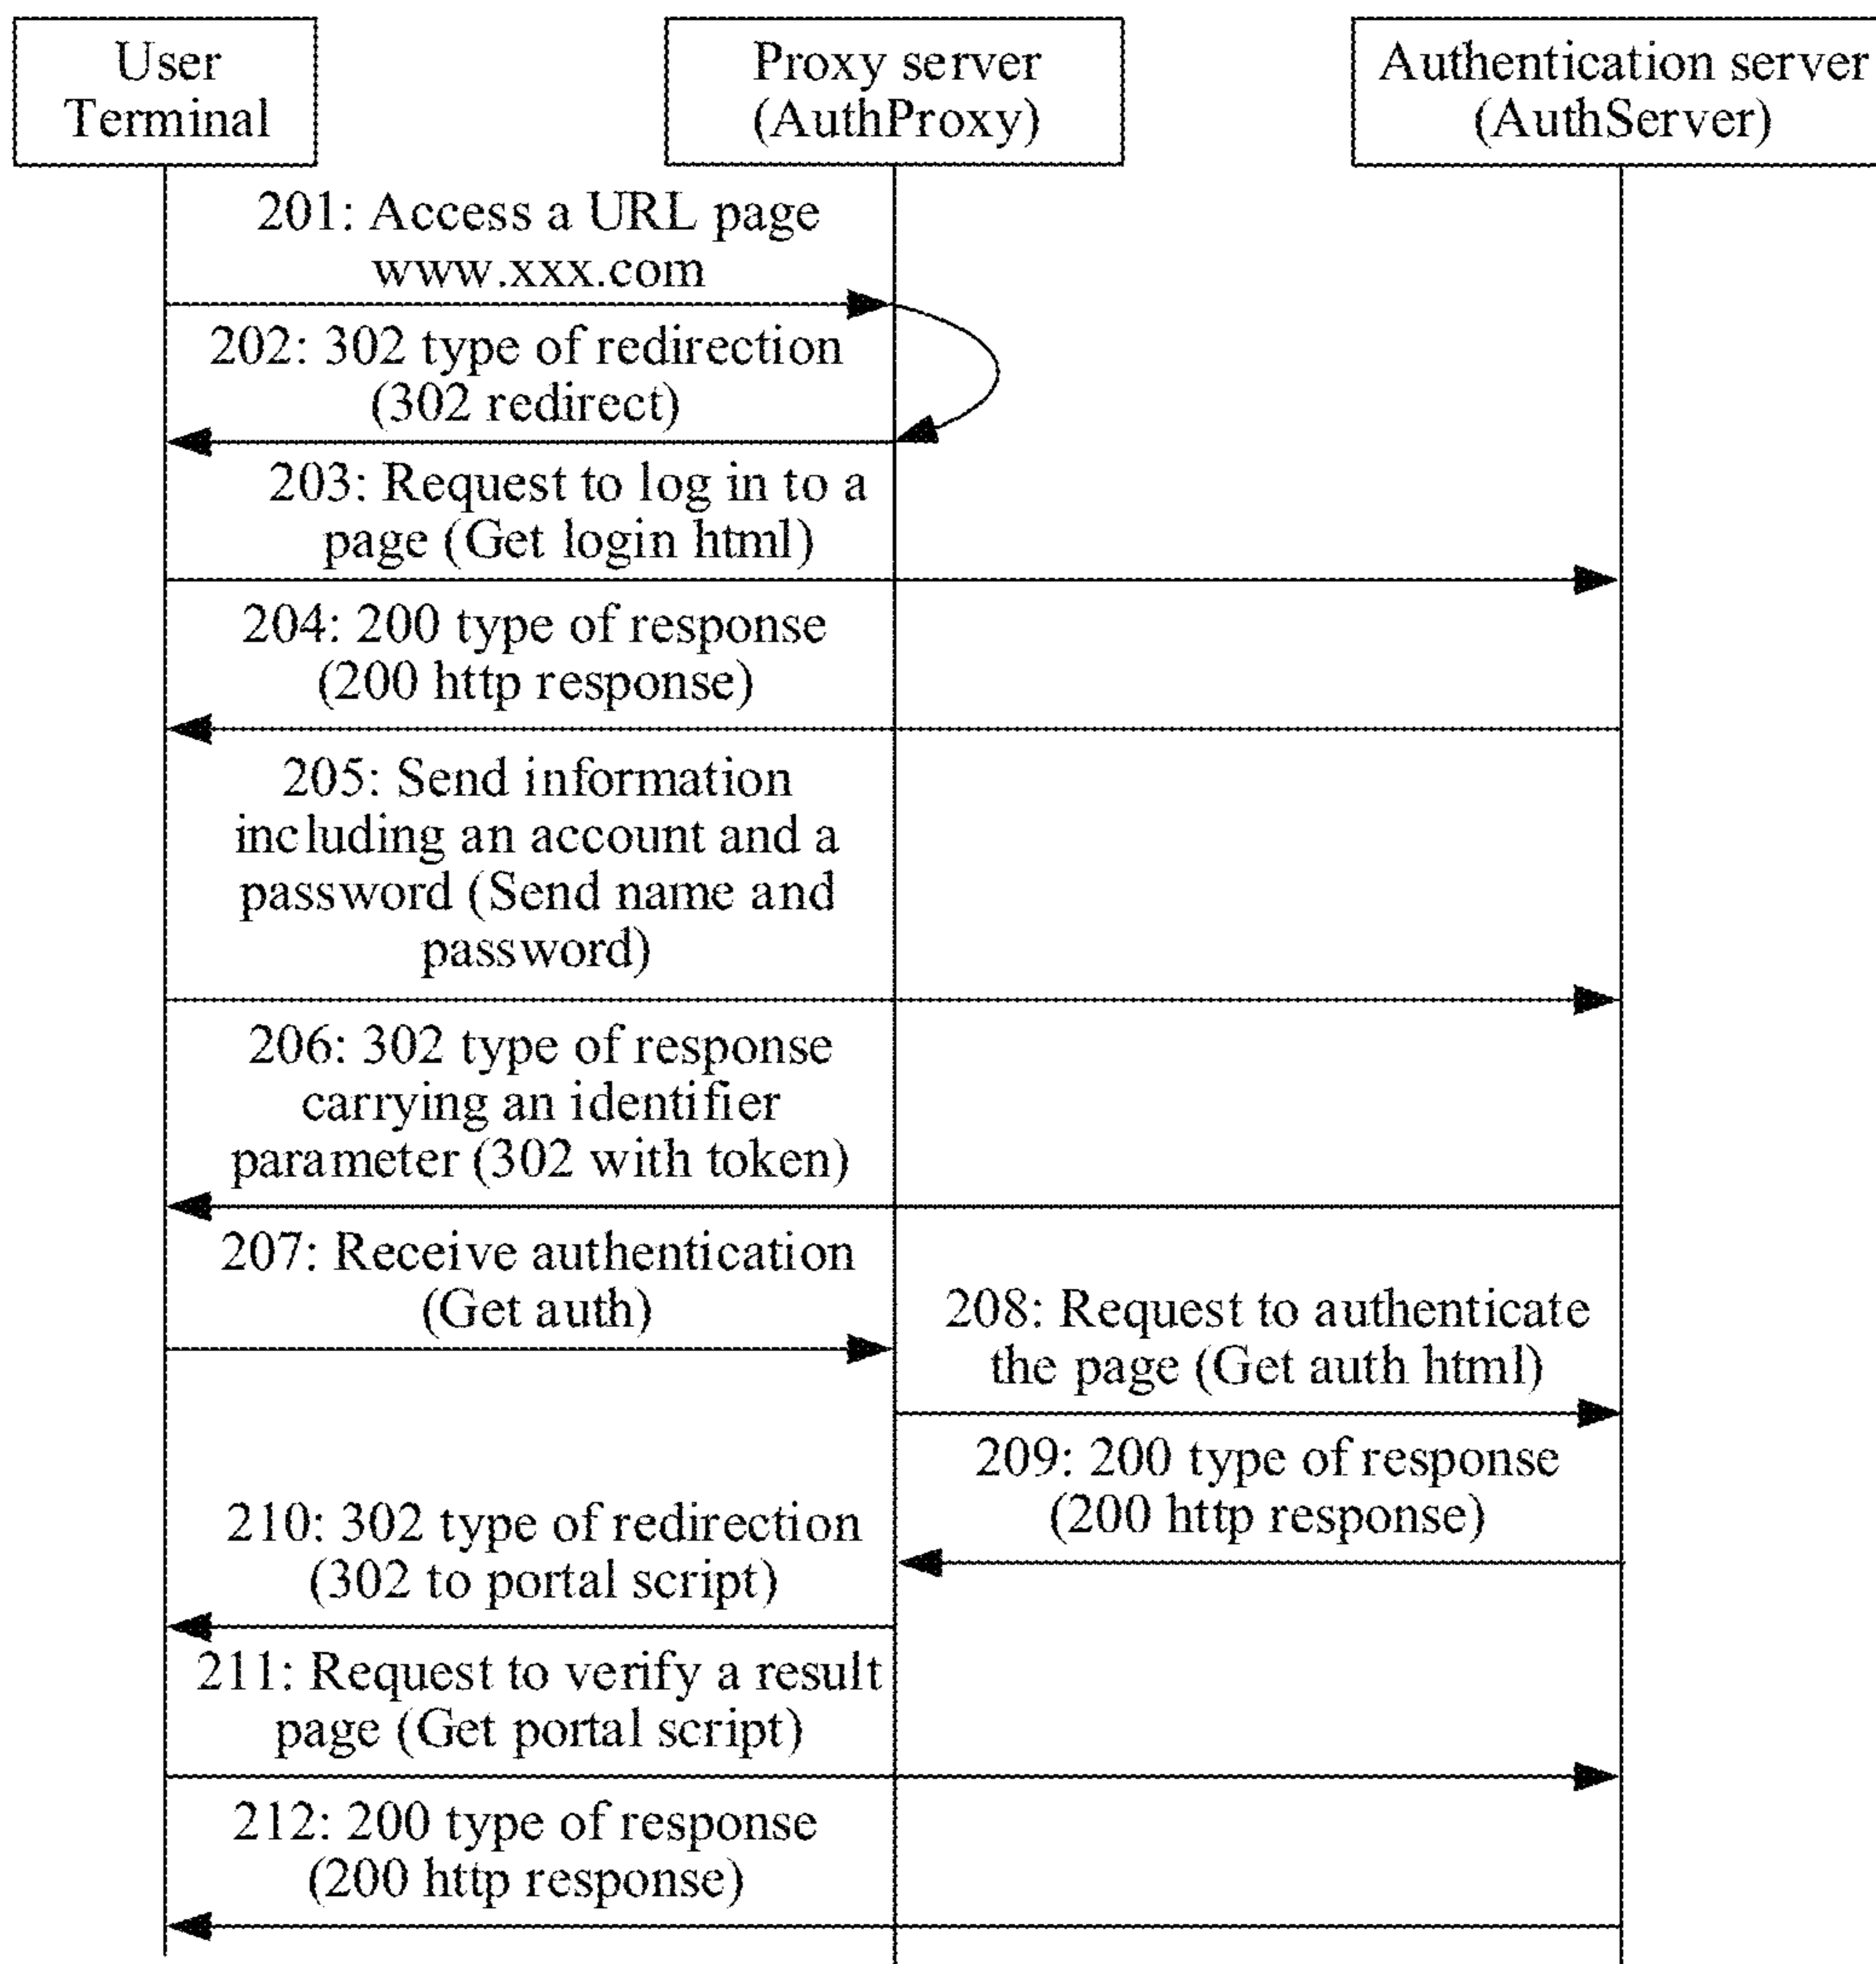 User
Terminal
Proxy server
(AuthProxy)
Authentication server
(AuthServer)
201: Access a URL page
www.xxx.com
202: 302 type of redirection
(302 redirect)
203: Request to log in to a
page (Get login html)
204: 200 type of response
(200 http response)
205: Send information
including an account and a
password (Send name and
password)
206: 302 type of response
carrying an identifier
parameter (302 with token)
207: Receive authentication
(Get auth)
208: Request to authenticate
the page (Get auth html)
209: 200 type of response
(200 http response)
210: 302 type of redirection
(302 to portal script)
211: Request to verify a result
page (Get portal script)
212: 200 type of response
(200 http response)